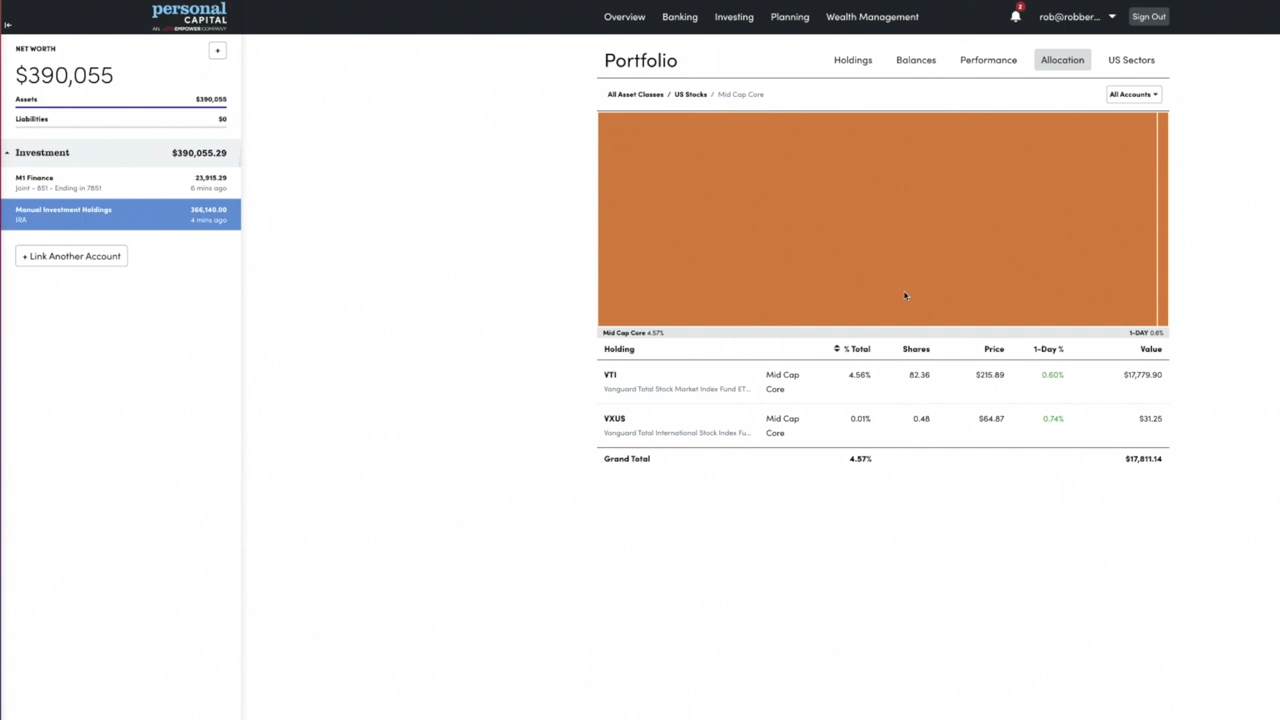 personal
CAPITAL
AN EMPOWER COMPANY
Overview Banking Investing Planning Wealth Management
2
rob@robber... Sign Out
NET WORTH
+
$390,055
Assets $390,055
Liabilities $0
Investment $390,055.29
M1 Finance 23,915.29
Joint - 851 - Ending in 7851 6 mins ago
Manual Investment Holdings 366,140.00
IRA 4 mins ago
+ Link Another Account
Portfolio Holdings Balances Performance Allocation US Sectors
All Asset Classes / US Stocks / Mid Cap Core All Accounts
Mid Cap Core 4.57% 1-DAY 0.6%
Holding % Total Shares Price 1-Day % Value
VTI Mid Cap 4.56% 82.36 $215.89 0.60% $17,779.90
Vanguard Total Stock Market Index Fund ET... Core
VXUS Mid Cap 0.01% 0.48 $64.87 0.74% $31.25
Vanguard Total International Stock Index Fu... Core
Grand Total 4.57% $17,811.14